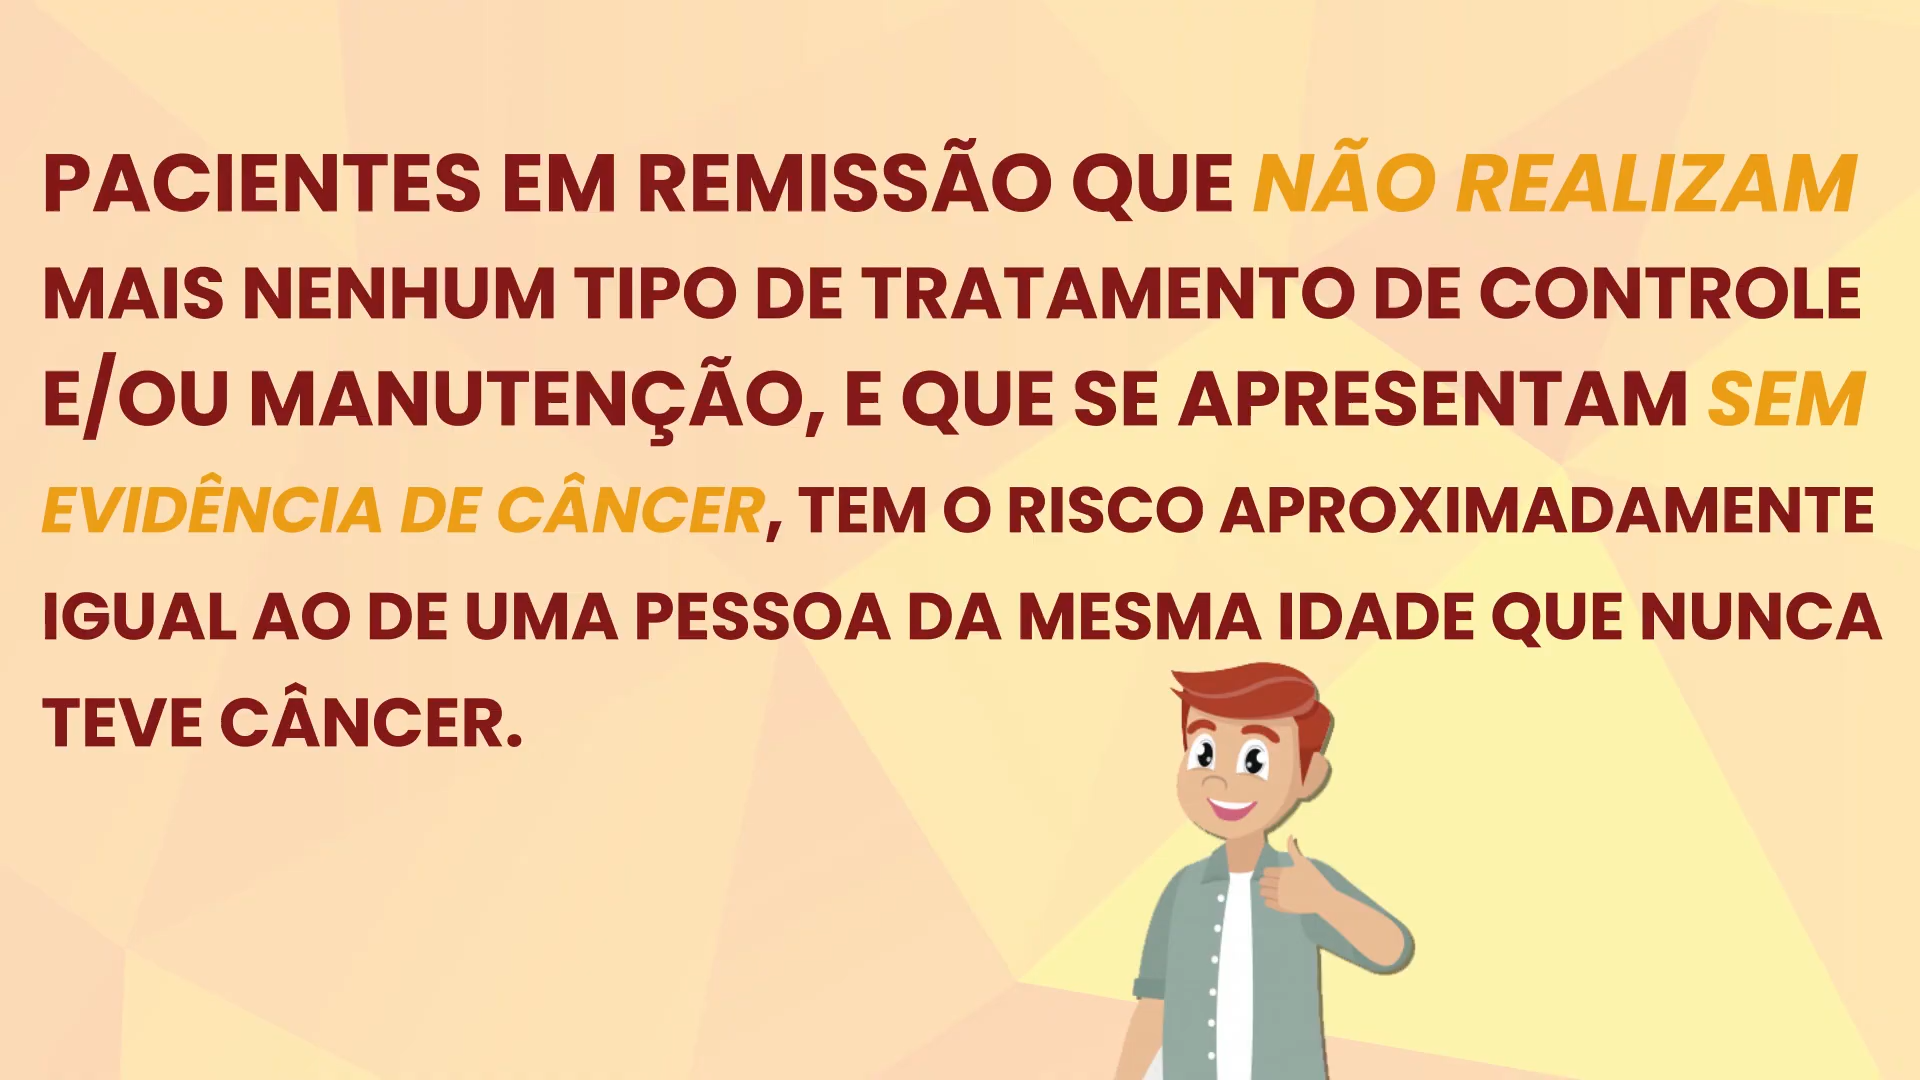 PACIENTES EM REMISSÃO QUE NÃO REALIZAM
MAIS NENHUM TIPO DE TRATAMENTO DE CONTROLE
E/OU MANUTENÇÃO, E QUE SE APRESENTAM SEM
EVIDÊNCIA DE CÂNCER, TEM O RISCO APROXIMADAMENTE
IGUAL AO DE UMA PESSOA DA MESMA IDADE QUE NUNCA
TEVE CÂNCER.